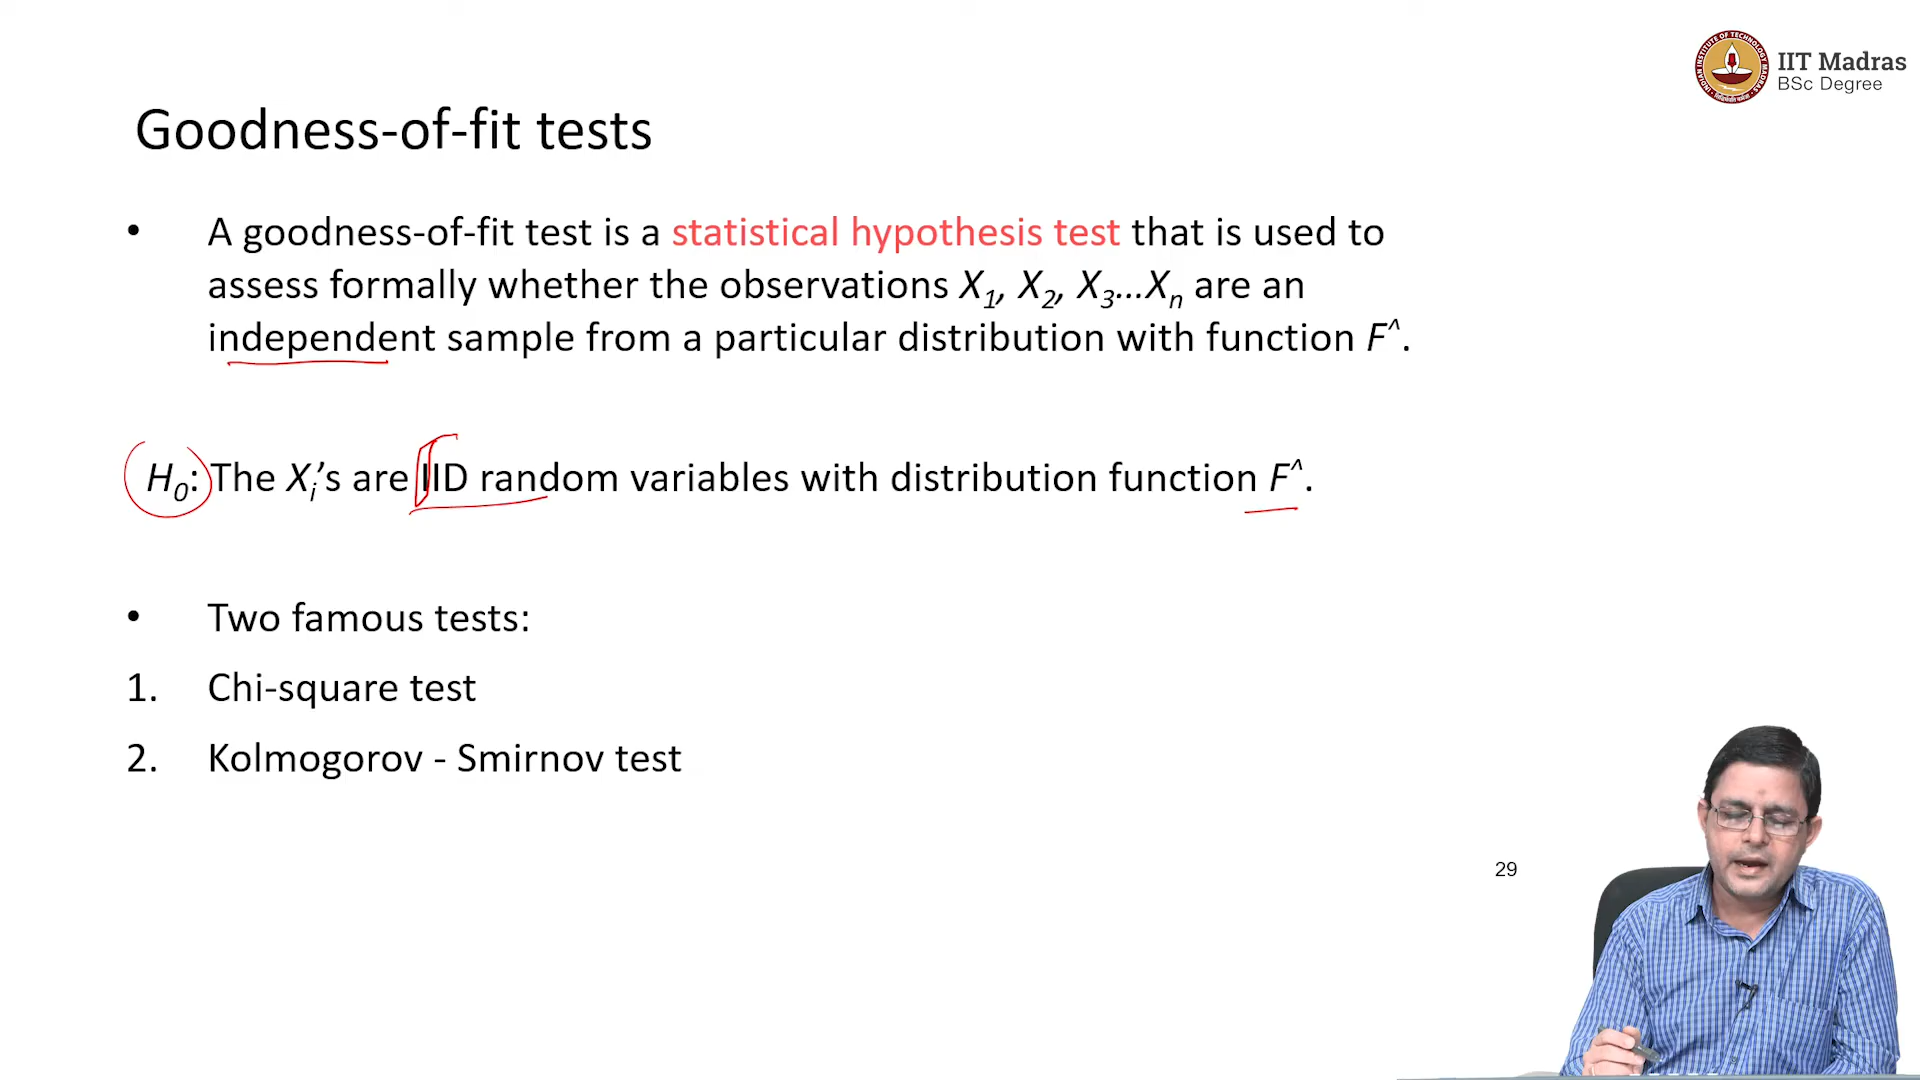 IIT Madras
BSc Degree
Goodness-of-fit tests
• A goodness-of-fit test is a statistical hypothesis test that is used to
assess formally whether the observations X1, X2, X3...Xn are an
independent sample from a particular distribution with function F^.
H0: The Xi's are IID random variables with distribution function F^.
• Two famous tests:
1. Chi-square test
2. Kolmogorov - Smirnov test
29